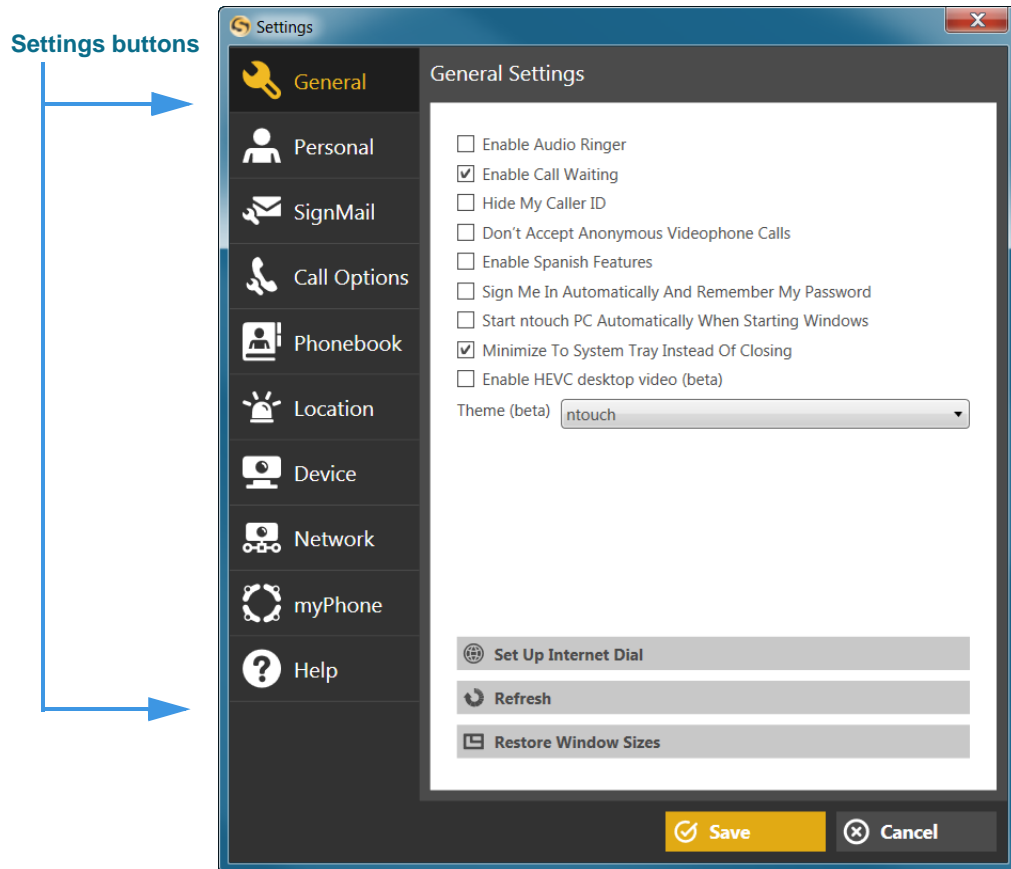 Settings
Settings buttons
General
Personal
SignMail
Call Options
Phonebook
Location
Device
Network
myPhone
Help
General Settings
Enable Audio Ringer
Enable Call Waiting
Hide My Caller ID
Don't Accept Anonymous Videophone Calls
Enable Spanish Features
Sign Me In Automatically And Remember My Password
Start ntouch PC Automatically When Starting Windows
Minimize To System Tray Instead Of Closing
Enable HEVC desktop video (beta)
Theme (beta) ntouch
Set Up Internet Dial
Refresh
Restore Window Sizes
Save
Cancel